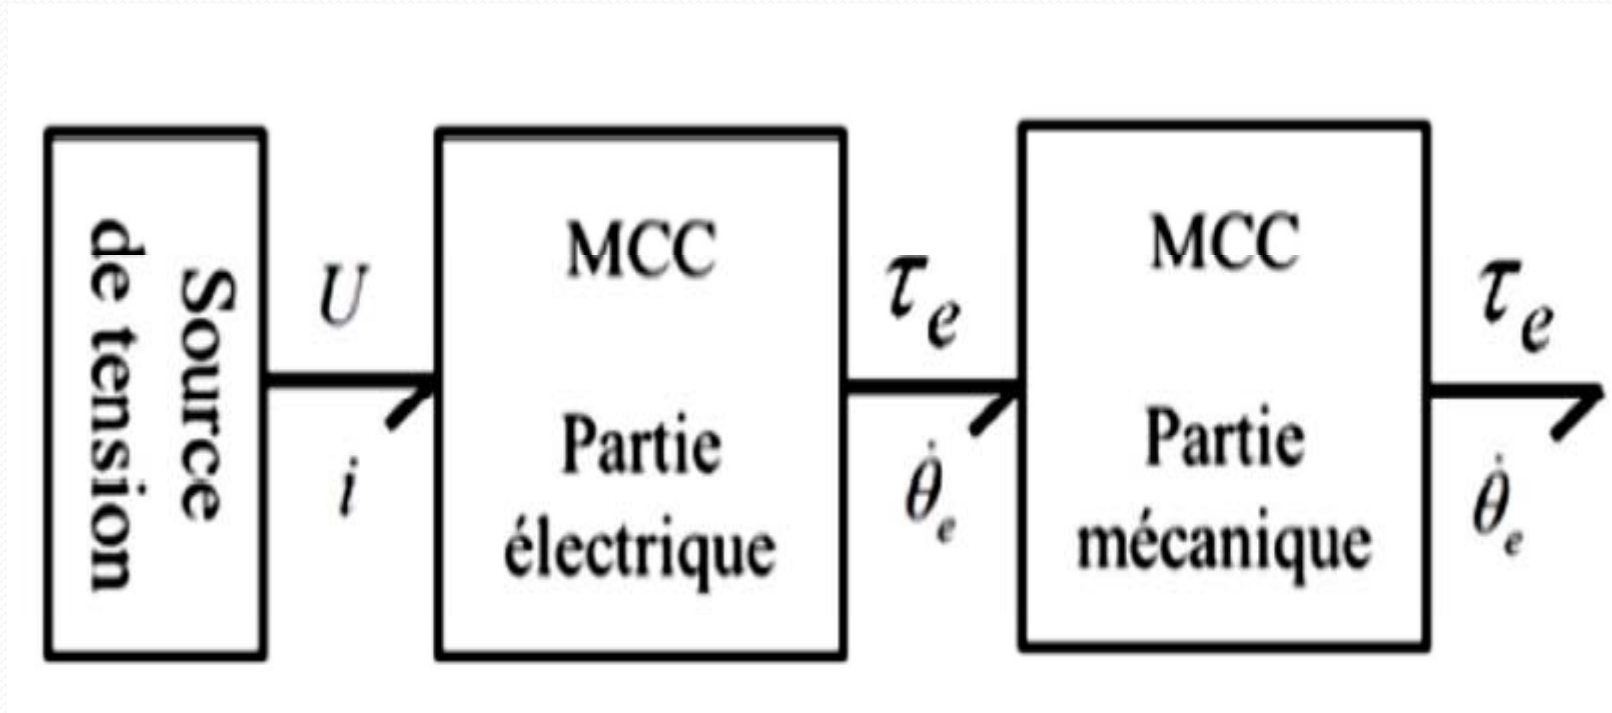 Source
de tension
U
i
MCC
Partie
électrique
τₑ
θ̇ₑ
MCC
Partie
mécanique
τₑ
θ̇ₑ